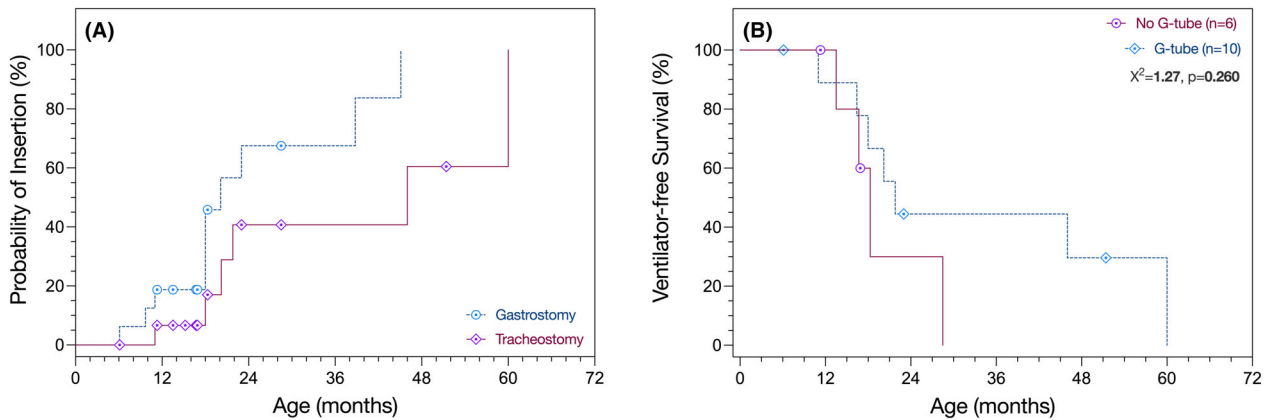 (A)
Probability of Insertion (%)
100
80
60
40
20
0
0 12 24 36 48 60 72
Age (months)
Gastrostomy
Tracheostomy
(B)
Ventilator-free Survival (%)
100
80
60
40
20
0
0 12 24 36 48 60 72
Age (months)
No G-tube (n=6)
G-tube (n=10)
X²=1.27, p=0.260